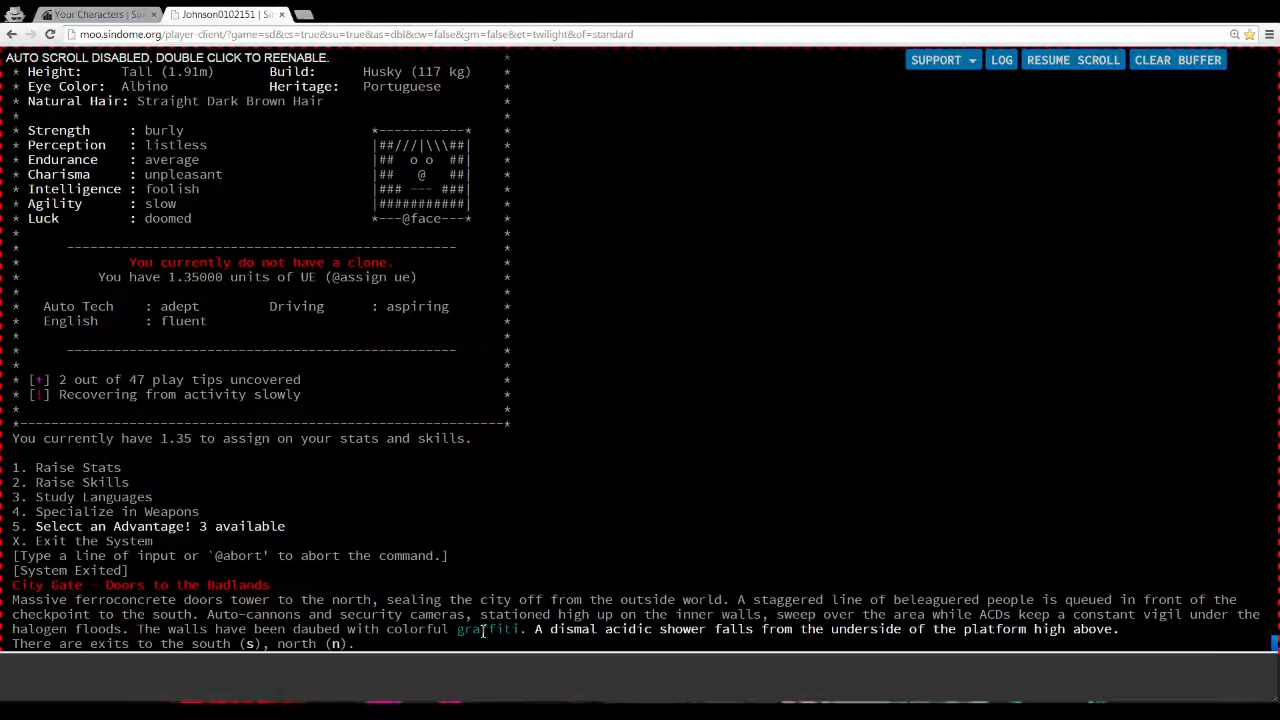 Your Characters | Sin
Johnson0102151 | Sind
moo.sindome.org/player-client/?game=sd&cs=true&su=true&as=dbl&cw=false&gm=false&et=twilight&of=standard
AUTO SCROLL DISABLED, DOUBLE CLICK TO REENABLE. *
SUPPORT LOG RESUME SCROLL CLEAR BUFFER
* Height: Tall (1.91m) Build: Husky (117 kg) *
* Eye Color: Albino Heritage: Portuguese *
* Natural Hair: Straight Dark Brown Hair *
* *
* Strength : burly *-----------* *
* Perception : listless |##///|\\\##| *
* Endurance : average |## o o ##| *
* Charisma : unpleasant |## @ ##| *
* Intelligence : foolish |### --- ###| *
* Agility : slow |###########| *
* Luck : doomed *---@face---* *
* *
* -------------------------------------------------- *
* You currently do not have a clone. *
* You have 1.35000 units of UE (@assign ue) *
* *
* Auto Tech : adept Driving : aspiring *
* English : fluent *
* *
* -------------------------------------------------- *
* *
* [+] 2 out of 47 play tips uncovered *
* [!] Recovering from activity slowly *
* *
*---------------------------------------------------------------*
You currently have 1.35 to assign on your stats and skills.
1. Raise Stats
2. Raise Skills
3. Study Languages
4. Specialize in Weapons
5. Select an Advantage! 3 available
X. Exit the System
[Type a line of input or `@abort' to abort the command.]
[System Exited]
City Gate - Doors to the Badlands
Massive ferroconcrete doors tower to the north, sealing the city off from the outside world. A staggered line of beleaguered people is queued in front of the
Checkpoint to the south. Auto-cannons and security cameras, stationed high up on the inner walls, sweep over the area while ACDs keep a constant vigil under the
halogen floods. The walls have been daubed with colorful graffiti. A dismal acidic shower falls from the underside of the platform high above.
There are exits to the south (s), north (n).